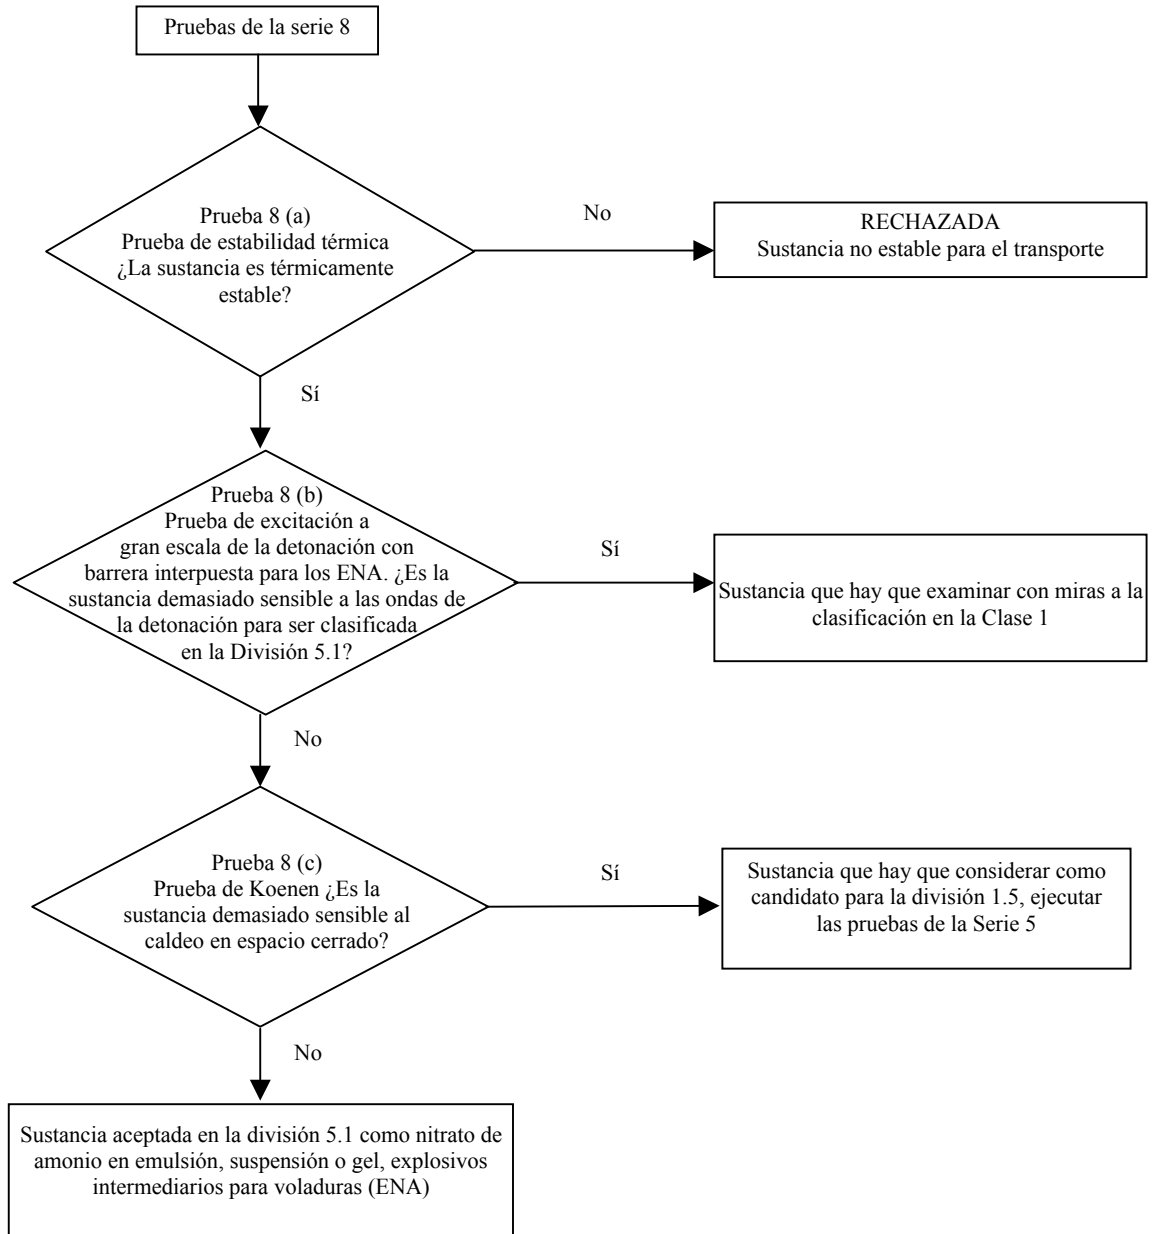 Pruebas de la serie 8
Prueba 8 (a)
Prueba de estabilidad térmica
¿La sustancia es térmicamente
estable?
No
RECHAZADA
Sustancia no estable para el transporte
Sí
Prueba 8 (b)
Prueba de excitación a
gran escala de la detonación con
barrera interpuesta para los ENA. ¿Es la
sustancia demasiado sensible a las ondas de
la detonación para ser clasificada
en la División 5.1?
Sí
Sustancia que hay que examinar con miras a la
clasificación en la Clase 1
No
Prueba 8 (c)
Prueba de Koenen ¿Es la
sustancia demasiado sensible al
caldeo en espacio cerrado?
Sí
Sustancia que hay que considerar como
candidato para la división 1.5, ejecutar
las pruebas de la Serie 5
No
Sustancia aceptada en la división 5.1 como nitrato de
amonio en emulsión, suspensión o gel, explosivos
intermediarios para voladuras (ENA)